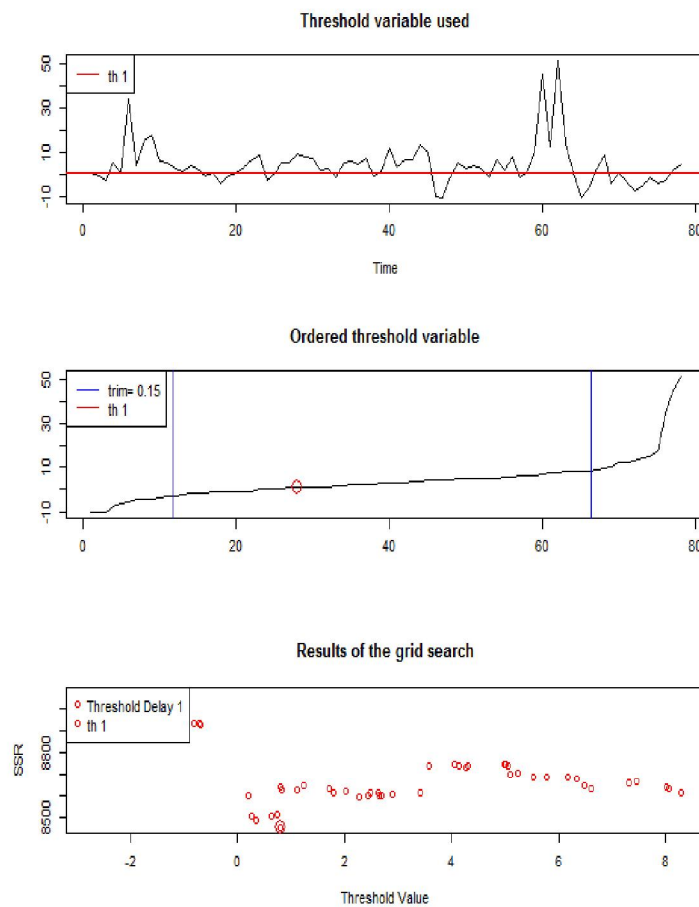 Threshold variable used
50
30
10
-10
th 1
0
20
40
60
80
Time
Ordered threshold variable
50
30
10
-10
trim= 0.15
th 1
0
20
40
60
80
Results of the grid search
SSR
8800
8500
Threshold Delay 1
th 1
-2
0
2
4
6
8
Threshold Value